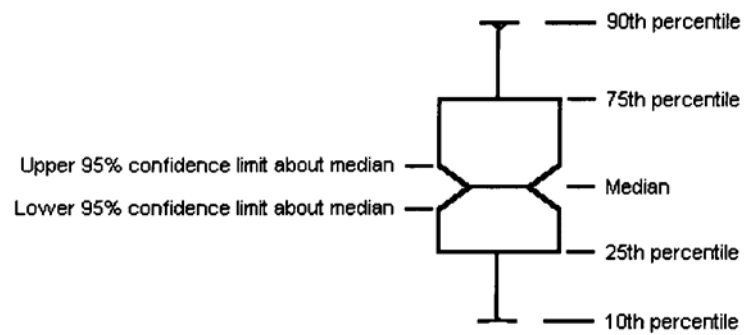 90th percentile
75th percentile
Upper 95% confidence limit about median
Median
Lower 95% confidence limit about median
25th percentile
10th percentile